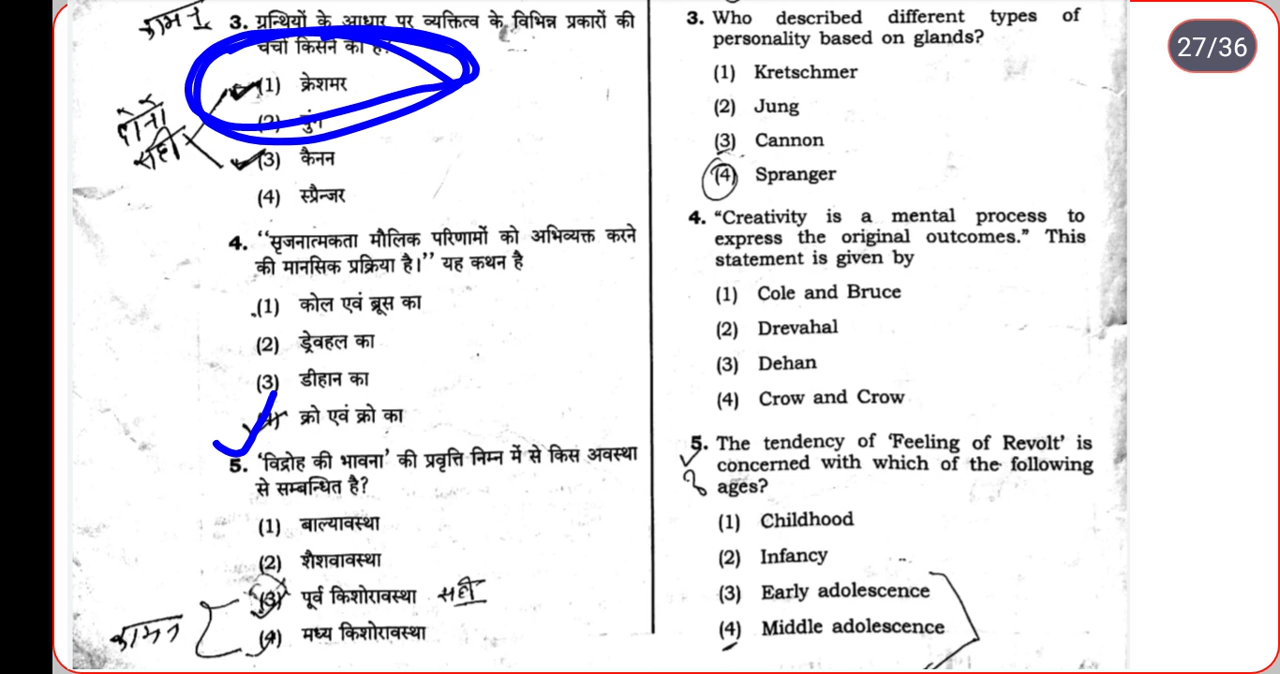 कामन
3. ग्रन्थियों के आधार पर व्यक्तित्व के विभिन्न प्रकारों की
चर्चा किसने की है?
(1) क्रेशमर
(2) युंग
(3) कैनन
(4) स्प्रैन्जर
दोनो
सही
4. “सृजनात्मकता मौलिक परिणामों को अभिव्यक्त करने
की मानसिक प्रक्रिया है।” यह कथन है
(1) कोल एवं ब्रूस का
(2) ड्रेवहल का
(3) डीहान का
(4) क्रो एवं क्रो का
5. ‘विद्रोह की भावना’ की प्रवृत्ति निम्न में से किस अवस्था
से सम्बन्धित है?
(1) बाल्यावस्था
(2) शैशवावस्था
(3) पूर्व किशोरावस्था सही
(4) मध्य किशोरावस्था
कामन
3. Who described different types of
personality based on glands?
(1) Kretschmer
(2) Jung
(3) Cannon
(4) Spranger
4. “Creativity is a mental process to
express the original outcomes.” This
statement is given by
(1) Cole and Bruce
(2) Drevahal
(3) Dehan
(4) Crow and Crow
5. The tendency of ‘Feeling of Revolt’ is
concerned with which of the following
ages?
(1) Childhood
(2) Infancy
(3) Early adolescence
(4) Middle adolescence
27/36